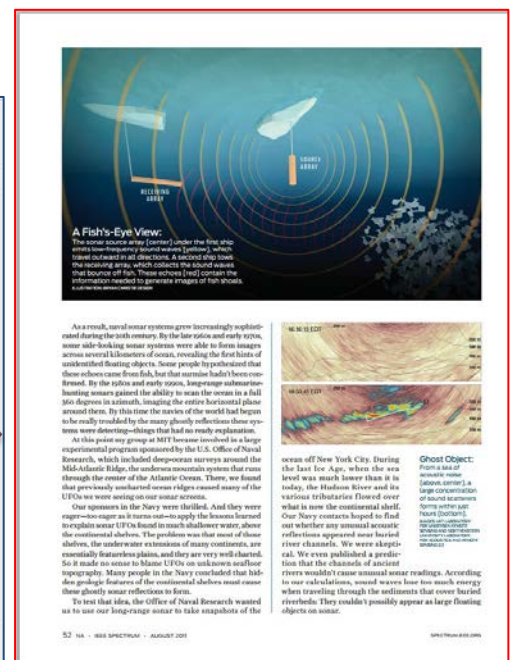 SOURCE
ARRAY
RECEIVING
ARRAY
A Fish's-Eye View:
The sonar source array [center] under the first ship
emits low-frequency sound waves [yellow], which
travel outward in all directions. A second ship tows
the receiving array, which collects the sound waves
that bounce off fish. These echoes [red] contain the
information needed to generate images of fish shoals.
As a result, naval sonar systems grew increasingly sophisti-
cated during the 20th century. By the late 1960s and early 1970s,
some side-looking sonar systems were able to form images
across several kilometers of ocean, revealing the first hints of
unidentified floating objects. Some people hypothesized that
these echoes came from fish, but that surmise hadn't been con-
firmed. By the 1980s and early 1990s, long-range submarine-
hunting sonars gained the ability to scan the ocean in a full
360 degrees in azimuth, imaging the entire horizontal plane
around them. By this time the navies of the world had begun
to be really troubled by the many ghostly reflections these sys-
tems were detecting—things that had no ready explanation.
At this point my group at MIT became involved in a large
experimental program sponsored by the U.S. Office of Naval
Research, which included deep-ocean surveys around the
Mid-Atlantic Ridge, the undersea mountain system that runs
through the center of the Atlantic Ocean. There, we found
that previously uncharted ocean ridges caused many of the
UFOs we were seeing on our sonar screens.
Our sponsors in the Navy were thrilled. And they were
eager—too eager as it turns out—to apply the lessons learned
to explain sonar UFOs found in much shallower water, above
the continental shelves. The problem was that most of those
shelves, the underwater extensions of many continents, are
essentially featureless plains, and they are very well charted.
So it made no sense to blame UFOs on unknown seafloor
topography. Many people in the Navy concluded that hid-
den geologic features of the continental shelves must cause
these ghostly sonar reflections to form.
To test that idea, the Office of Naval Research wanted
us to use our long-range sonar to take snapshots of the
ocean off New York City. During
the last Ice Age, when the sea
level was much lower than it is
today, the Hudson River and its
various tributaries flowed over
what is now the continental shelf.
Our Navy contacts hoped to find
out whether any unusual acoustic
reflections appeared near buried
river channels. We were skepti-
cal. We even published a predic-
tion that the channels of ancient
rivers wouldn't cause unusual sonar readings. According
to our calculations, sound waves lose too much energy
when traveling through the sediments that cover buried
riverbeds: They couldn't possibly appear as large floating
objects on sonar.
Ghost Object:
From a sea of
acoustic noise
[above, center], a
large concentration
of sound scatterers
forms within just
hours [bottom].
52 NA • IEEE SPECTRUM • AUGUST 2011
SPECTRUM.IEEE.ORG